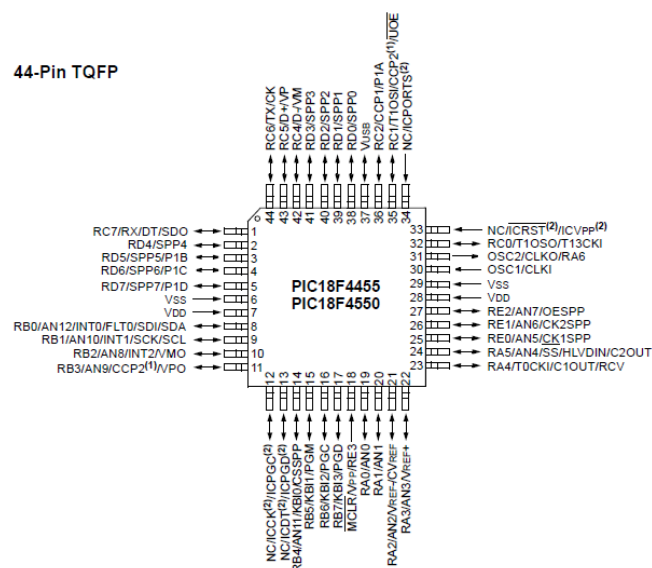 44-Pin TQFP
RC6/TX/CK
RC5/D+/VP
RC4/D-/VM
RD3/SPP3
RD2/SPP2
RD1/SPP1
RD0/SPP0
VUSB
RC2/CCP1/P1A
RC1/T1OSI/CCP2(1)/UOE
NC/ICPORTS(2)
44
43
42
41
40
39
38
37
36
35
34
RC7/RX/DT/SDO 1
RD4/SPP4 2
RD5/SPP5/P1B 3
RD6/SPP6/P1C 4
RD7/SPP7/P1D 5
VSS 6
VDD 7
RB0/AN12/INT0/FLT0/SDI/SDA 8
RB1/AN10/INT1/SCK/SCL 9
RB2/AN8/INT2/VMO 10
RB3/AN9/CCP2(1)/VPO 11
PIC18F4455
PIC18F4550
33 NC/ICRST(2)/ICVPP(2)
32 RC0/T1OSO/T13CKI
31 OSC2/CLKO/RA6
30 OSC1/CLKI
29 VSS
28 VDD
27 RE2/AN7/OESPP
26 RE1/AN6/CK2SPP
25 RE0/AN5/CK1SPP
24 RA5/AN4/SS/HLVDIN/C2OUT
23 RA4/T0CKI/C1OUT/RCV
12
13
14
15
16
17
18
19
20
21
22
NC/ICCK(2)/ICPGC(2)
NC/ICDT(2)/ICPGD(2)
RB4/AN11/KBI0/CSSPP
RB5/KBI1/PGM
RB6/KBI2/PGC
RB7/KBI3/PGD
MCLR/VPP/RE3
RA0/AN0
RA1/AN1
RA2/AN2/VREF-/CVREF
RA3/AN3/VREF+